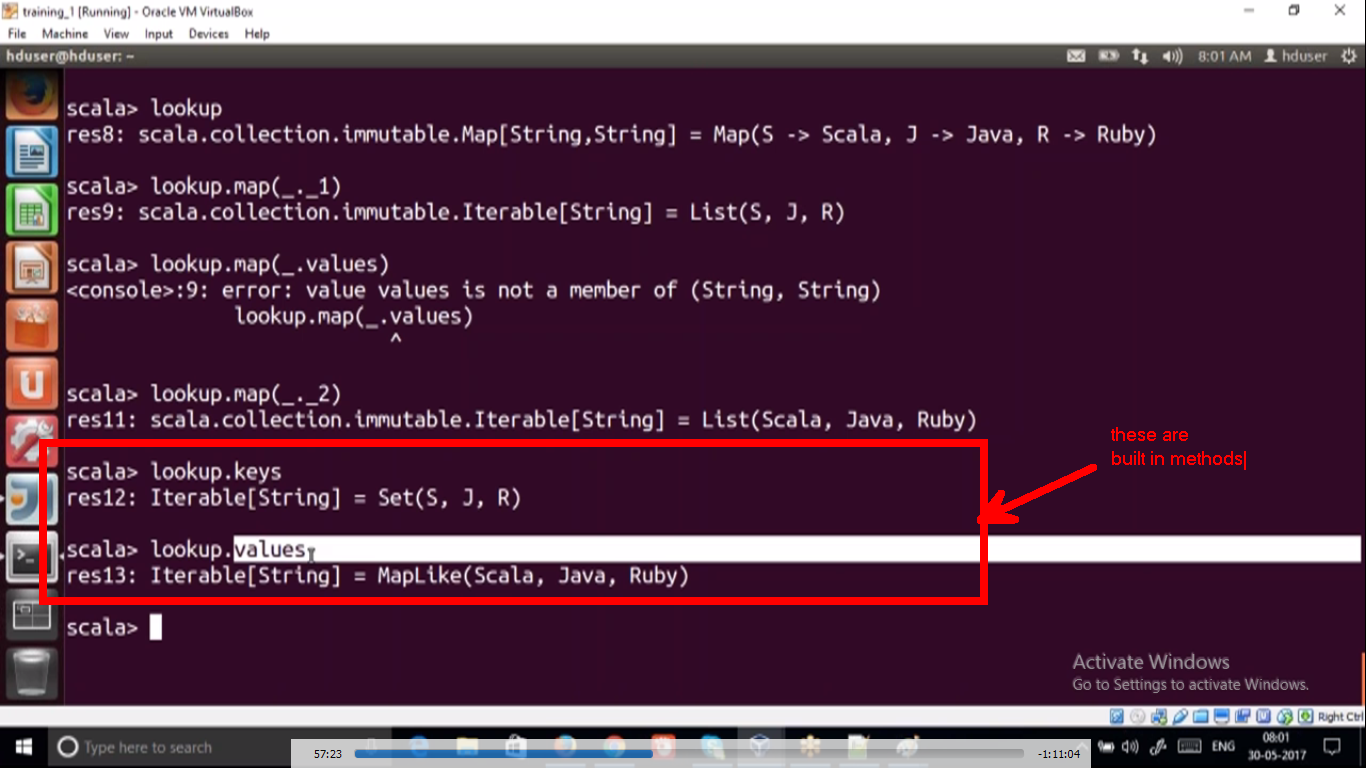 training_1 [Running] - Oracle VM VirtualBox
File Machine View Input Devices Help
hduser@hduser: ~ 8:01 AM hduser
scala> lookup
res8: scala.collection.immutable.Map[String,String] = Map(S -> Scala, J -> Java, R -> Ruby)
scala> lookup.map(_._1)
res9: scala.collection.immutable.Iterable[String] = List(S, J, R)
scala> lookup.map(_.values)
<console>:9: error: value values is not a member of (String, String)
lookup.map(_.values)
^
scala> lookup.map(_._2)
res11: scala.collection.immutable.Iterable[String] = List(Scala, Java, Ruby)
these are
built in methods
scala> lookup.keys
res12: Iterable[String] = Set(S, J, R)
scala> lookup.values
res13: Iterable[String] = MapLike(Scala, Java, Ruby)
scala>
Activate Windows
Go to Settings to activate Windows.
Right Ctrl
Type here to search
57:23 -1:11:04
ENG
08:01
30-05-2017